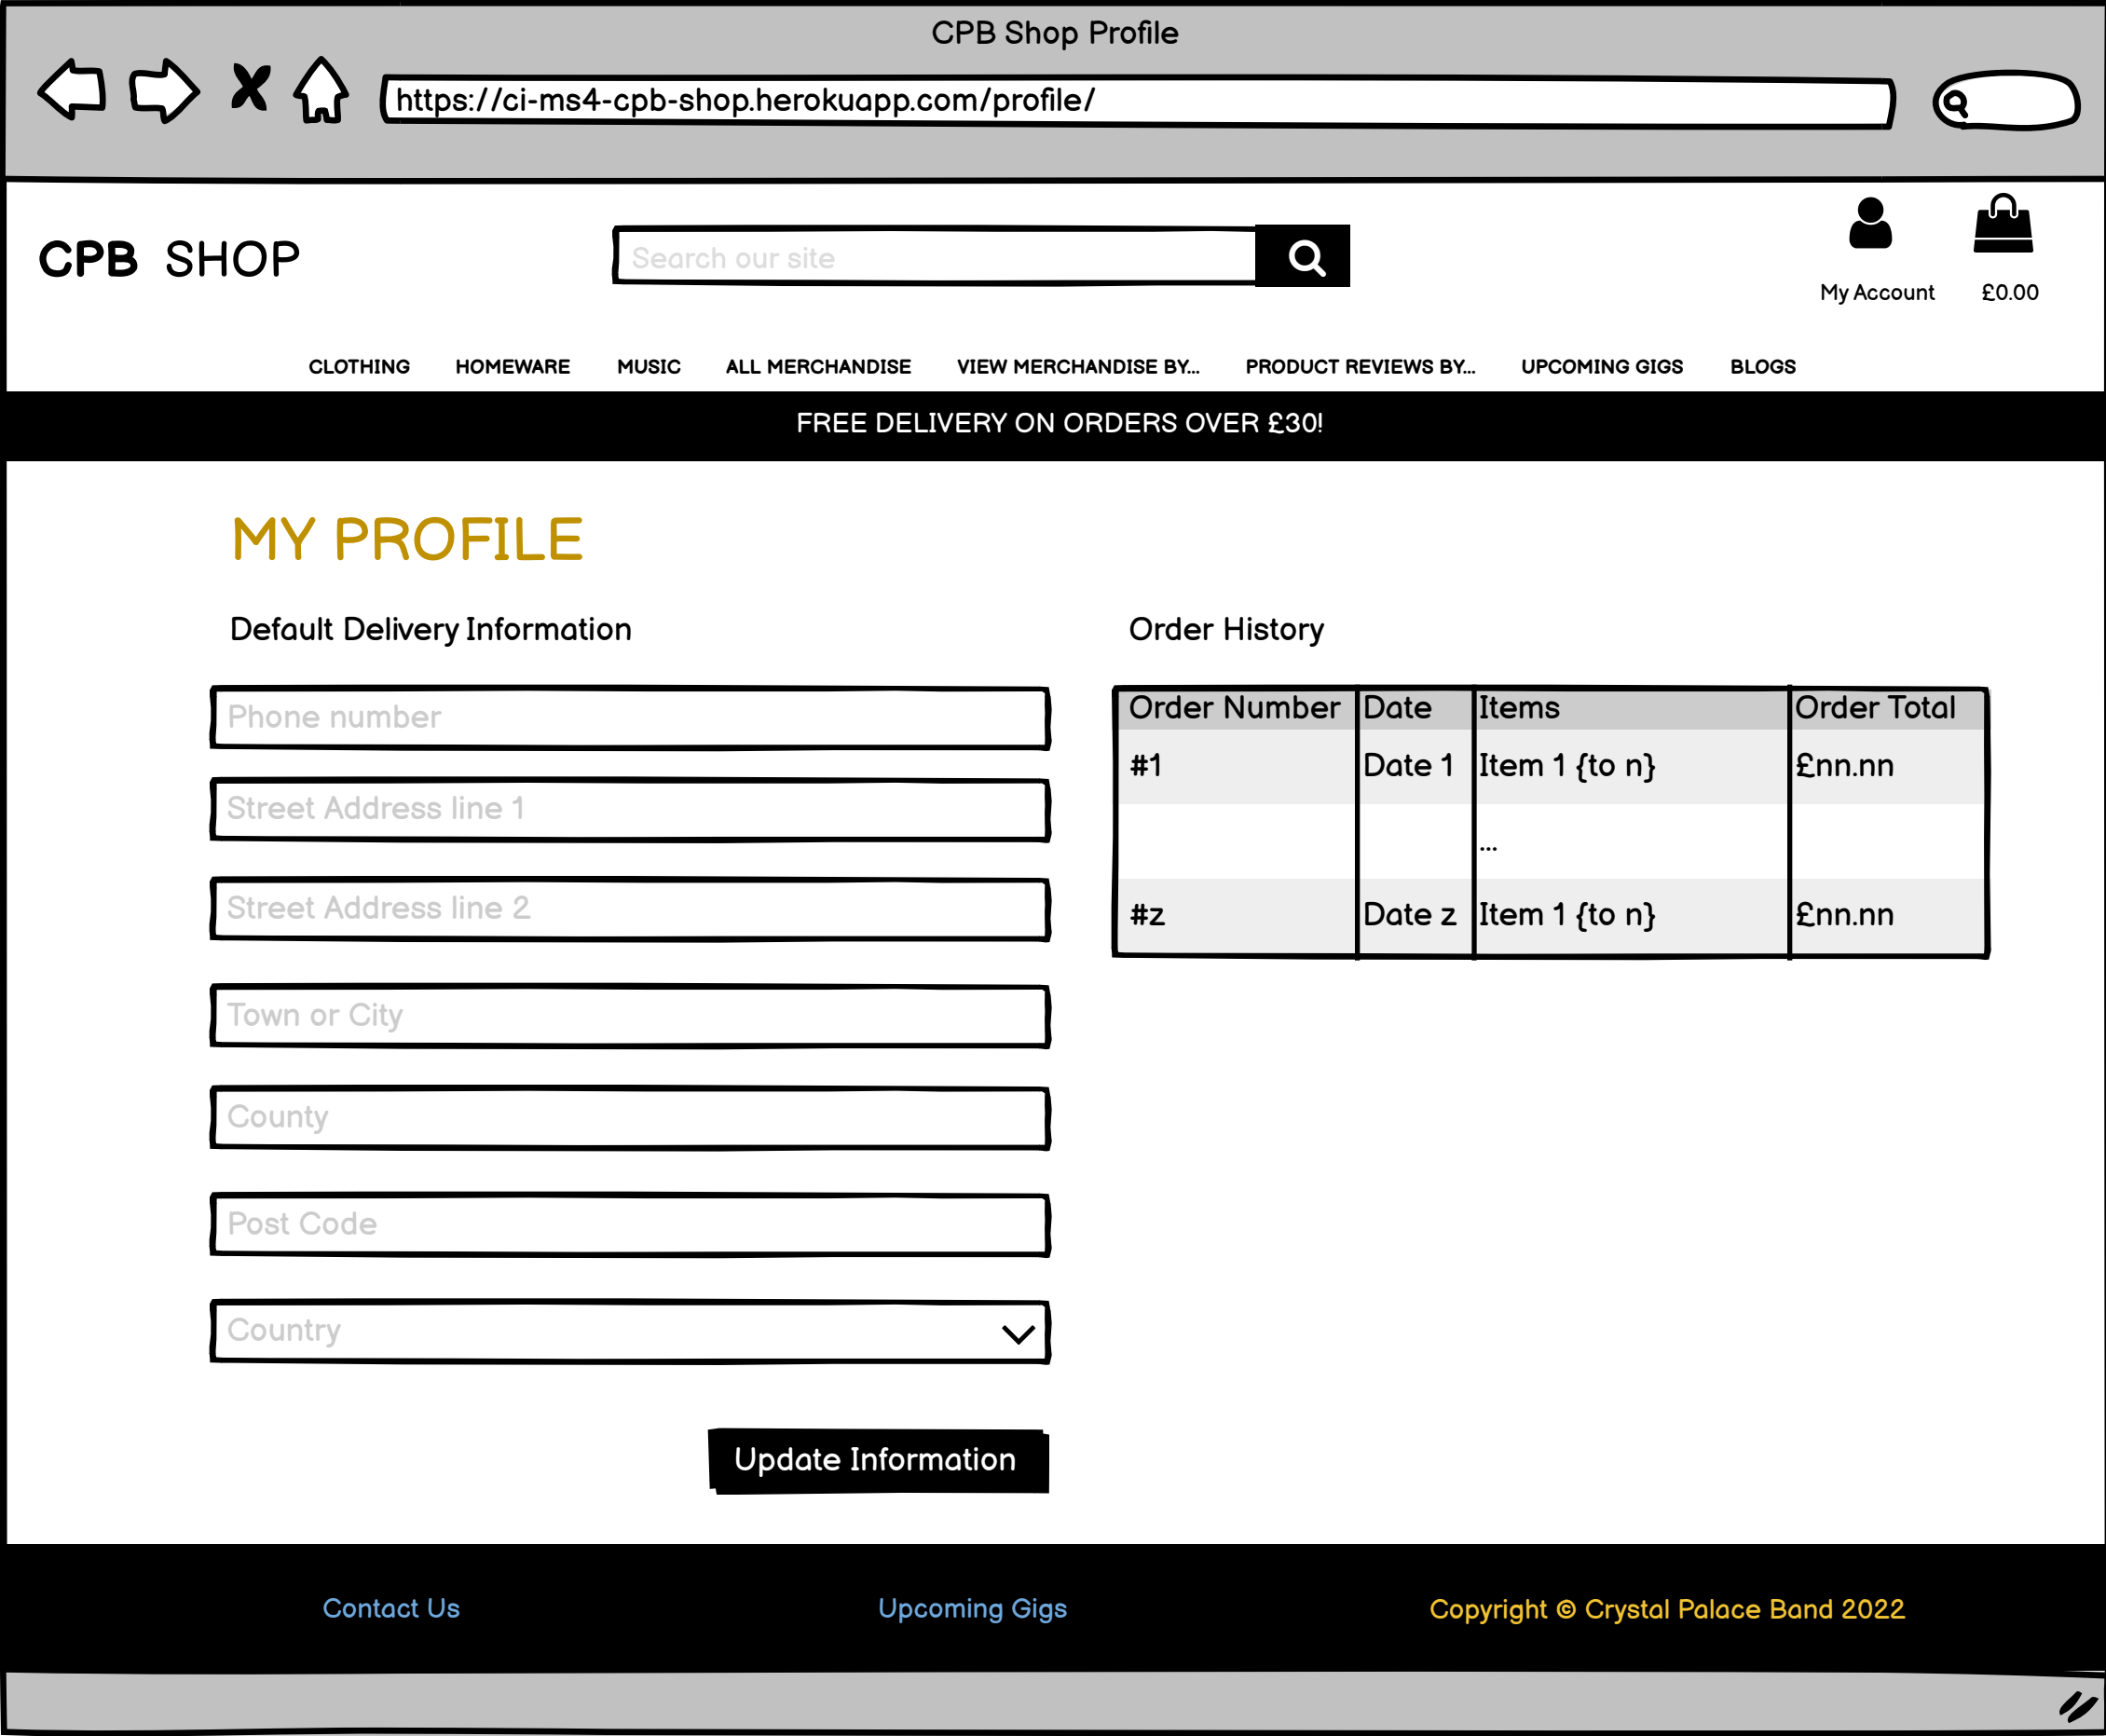 CPB Shop Profile
https://ci-ms4-cpb-shop.herokuapp.com/profile/
CPB SHOP
Search our site
My Account
£0.00
CLOTHING HOMEWARE MUSIC ALL MERCHANDISE VIEW MERCHANDISE BY... PRODUCT REVIEWS BY... UPCOMING GIGS BLOGS
FREE DELIVERY ON ORDERS OVER £30!
MY PROFILE
Default Delivery Information
Phone number
Street Address line 1
Street Address line 2
Town or City
County
Post Code
Country
Update Information
Order History
Order Number Date Items Order Total
#1 Date 1 Item 1 {to n} £nn.nn
...
#z Date z Item 1 {to n} £nn.nn
Contact Us Upcoming Gigs Copyright © Crystal Palace Band 2022